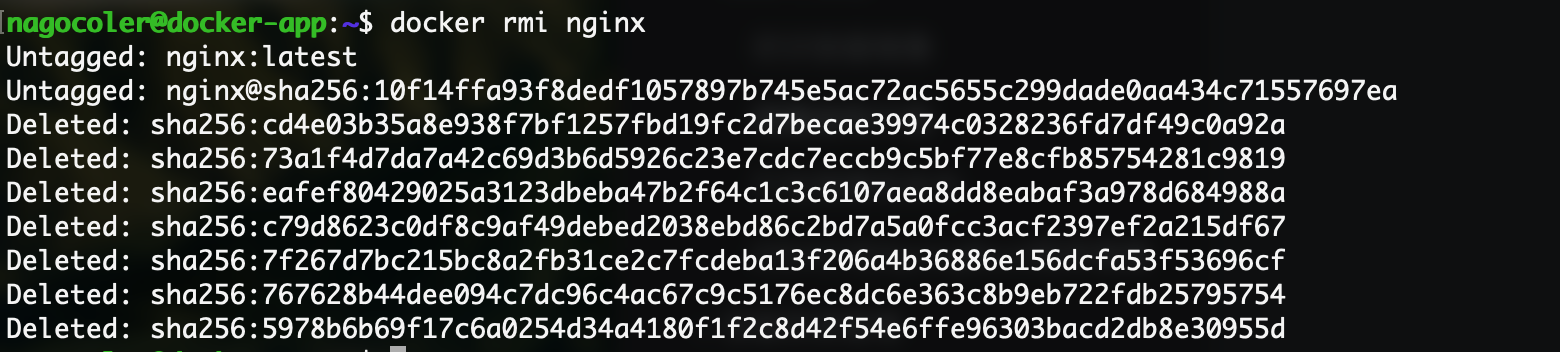 nagocoler@docker-app:~$ docker rmi nginx
Untagged: nginx:latest
Untagged: nginx@sha256:10f14ffa93f8dedf1057897b745e5ac72ac5655c299dade0aa434c71557697ea
Deleted: sha256:cd4e03b35a8e938f7bf1257fbd19fc2d7becae39974c0328236fd7df49c0a92a
Deleted: sha256:73a1f4d7da7a42c69d3b6d5926c23e7cdc7eccb9c5bf77e8cfb85754281c9819
Deleted: sha256:eafef80429025a3123dbeba47b2f64c1c3c6107aea8dd8eabaf3a978d684988a
Deleted: sha256:c79d8623c0df8c9af49debed2038ebd86c2bd7a5a0fcc3acf2397ef2a215df67
Deleted: sha256:7f267d7bc215bc8a2fb31ce2c7fcdeba13f206a4b36886e156dcfa53f53696cf
Deleted: sha256:767628b44dee094c7dc96c4ac67c9c5176ec8dc6e363c8b9eb722fdb25795754
Deleted: sha256:5978b6b69f17c6a0254d34a4180f1f2c8d42f54e6ffe96303bacd2db8e30955d